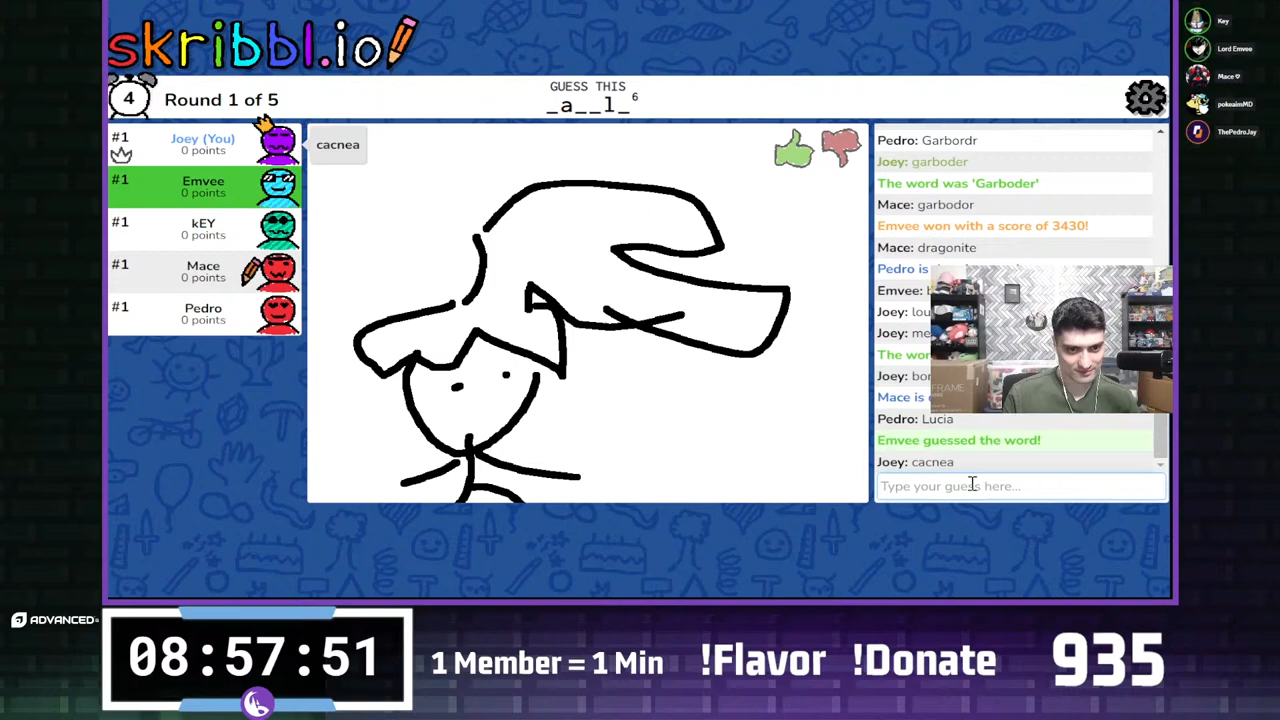 skribbl.io
4
Round 1 of 5
GUESS THIS
_a__l_ 6
#1
Joey (You)
0 points
#1
Emvee
0 points
#1
kEY
0 points
#1
Mace
0 points
#1
Pedro
0 points
cacnea
Pedro: Garbordr
Joey: garboder
The word was 'Garboder'
Mace: garbodor
Emvee won with a score of 3430!
Mace: dragonite
Pedro is
Emvee:
Joey: lou
Joey: me
The wor
Joey: bor
Mace is
Pedro: Lucia
Emvee guessed the word!
Joey: cacnea
Type your guess here...
Key
Lord Emvee
Mace
pokeaimMD
ThePedroJay
ADVANCED
08:57:51
1 Member = 1 Min
!Flavor
!Donate
935